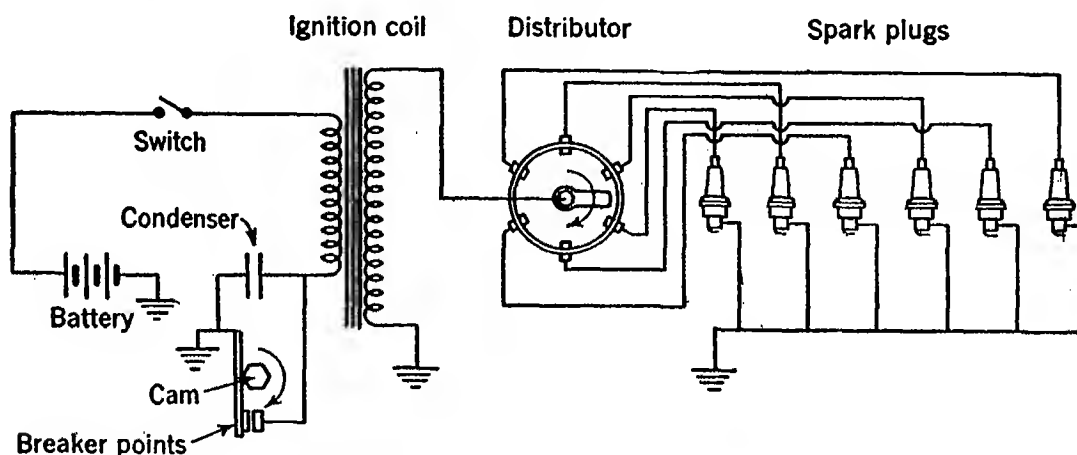 Ignition coil
Distributor
Spark plugs
Switch
Condenser
Battery
Cam
Breaker points